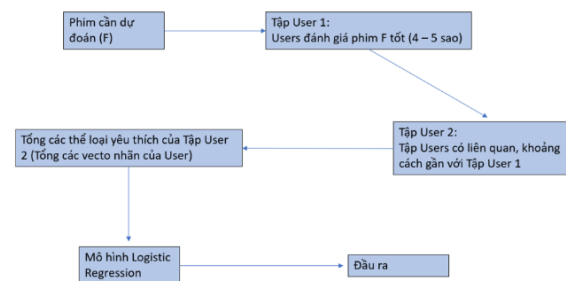 Phim cần dự
đoán (F)
Tập User 1:
Users đánh giá phim F tốt (4 – 5 sao)
Tập User 2:
Tập Users có liên quan, khoảng
cách gần với Tập User 1
Tổng các thể loại yêu thích của Tập User
2 (Tổng các vecto nhãn của User)
Mô hình Logistic
Regression
Đầu ra